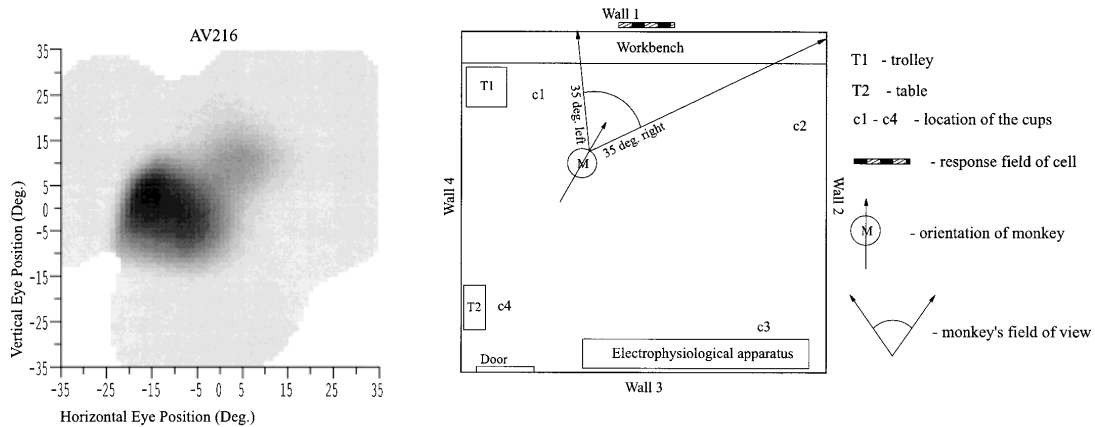 AV216
35
25
15
5
0
-5
-15
-25
-35
Vertical Eye Position (Deg.)
-35 -25 -15 -5 0 5 15 25 35
Horizontal Eye Position (Deg.)
Wall 1
Workbench
T1
c1
35 deg. left
35 deg. right
c2
M
Wall 4
Wall 2
T2
c4
c3
Electrophysiological apparatus
Door
Wall 3
T1 - trolley
T2 - table
c1 - c4 - location of the cups
- response field of cell
M
- orientation of monkey
- monkey's field of view